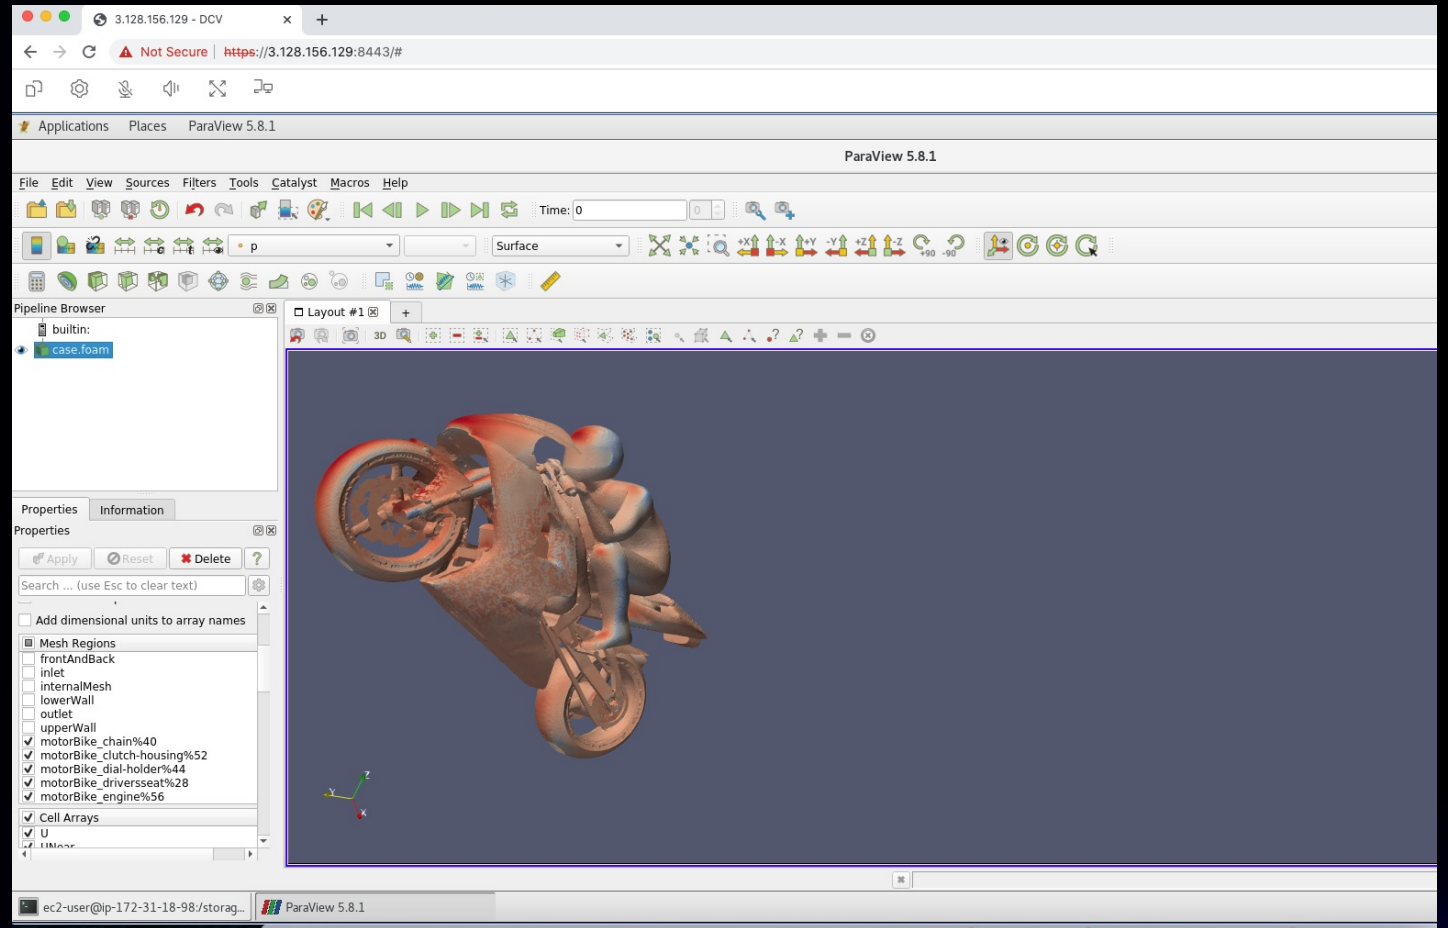 3.128.156.129 - DCV
Not Secure https://3.128.156.129:8443/#
Applications Places ParaView 5.8.1
ParaView 5.8.1
File Edit View Sources Filters Tools Catalyst Macros Help
Time: 0 0
p Surface +X -X +Y -Y +Z -Z +90 -90
Pipeline Browser
Layout #1 +
builtin:
3D
case.foam
Properties Information
Properties
Apply Reset Delete ?
Search ... (use Esc to clear text)
Add dimensional units to array names
Mesh Regions
frontAndBack
inlet
internalMesh
lowerWall
outlet
upperWall
motorBike_chain%40
motorBike_clutch-housing%52
motorBike_dial-holder%44
motorBike_driversseat%28
motorBike_engine%56
Z
Y
X
Cell Arrays
U
UNear
ec2-user@ip-172-31-18-98:/storag... ParaView 5.8.1